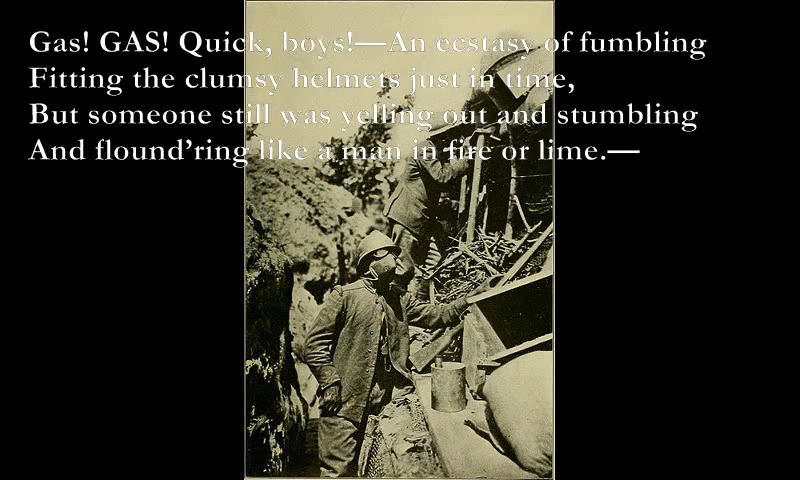 Gas! GAS! Quick, boys!—An ecstasy of fumbling
Fitting the clumsy helmets just in time,
But someone still was yelling out and stumbling
And flound’ring like a man in fire or lime.—